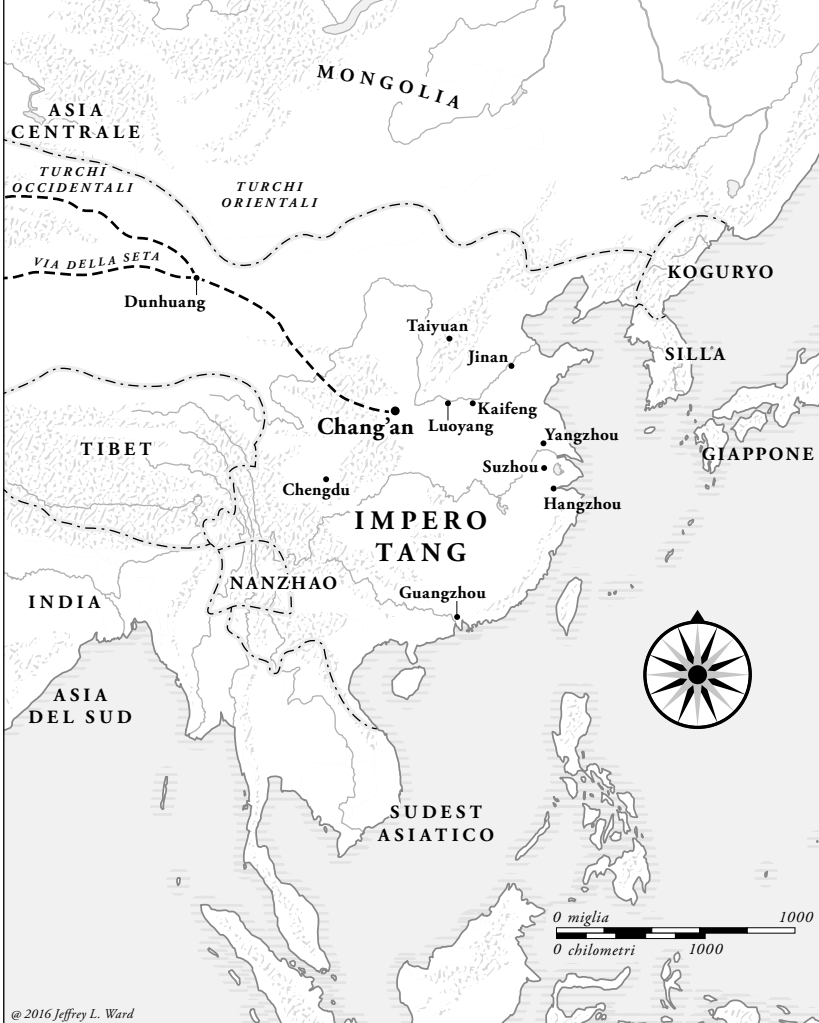 MONGOLIA
ASIA
CENTRALE
TURCHI
OCCIDENTALI
TURCHI
ORIENTALI
VIA DELLA SETA
KOGURYO
Dunhuang
Taiyuan
Jinan
SILLA
Kaifeng
Chang’an
Luoyang
Yangzhou
TIBET
GIAPPONE
Suzhou
Chengdu
Hangzhou
IMPERO
TANG
NANZHAO
Guangzhou
INDIA
ASIA
DEL SUD
SUDEST
ASIATICO
0 miglia 1000
0 chilometri 1000
@ 2016 Jeffrey L. Ward